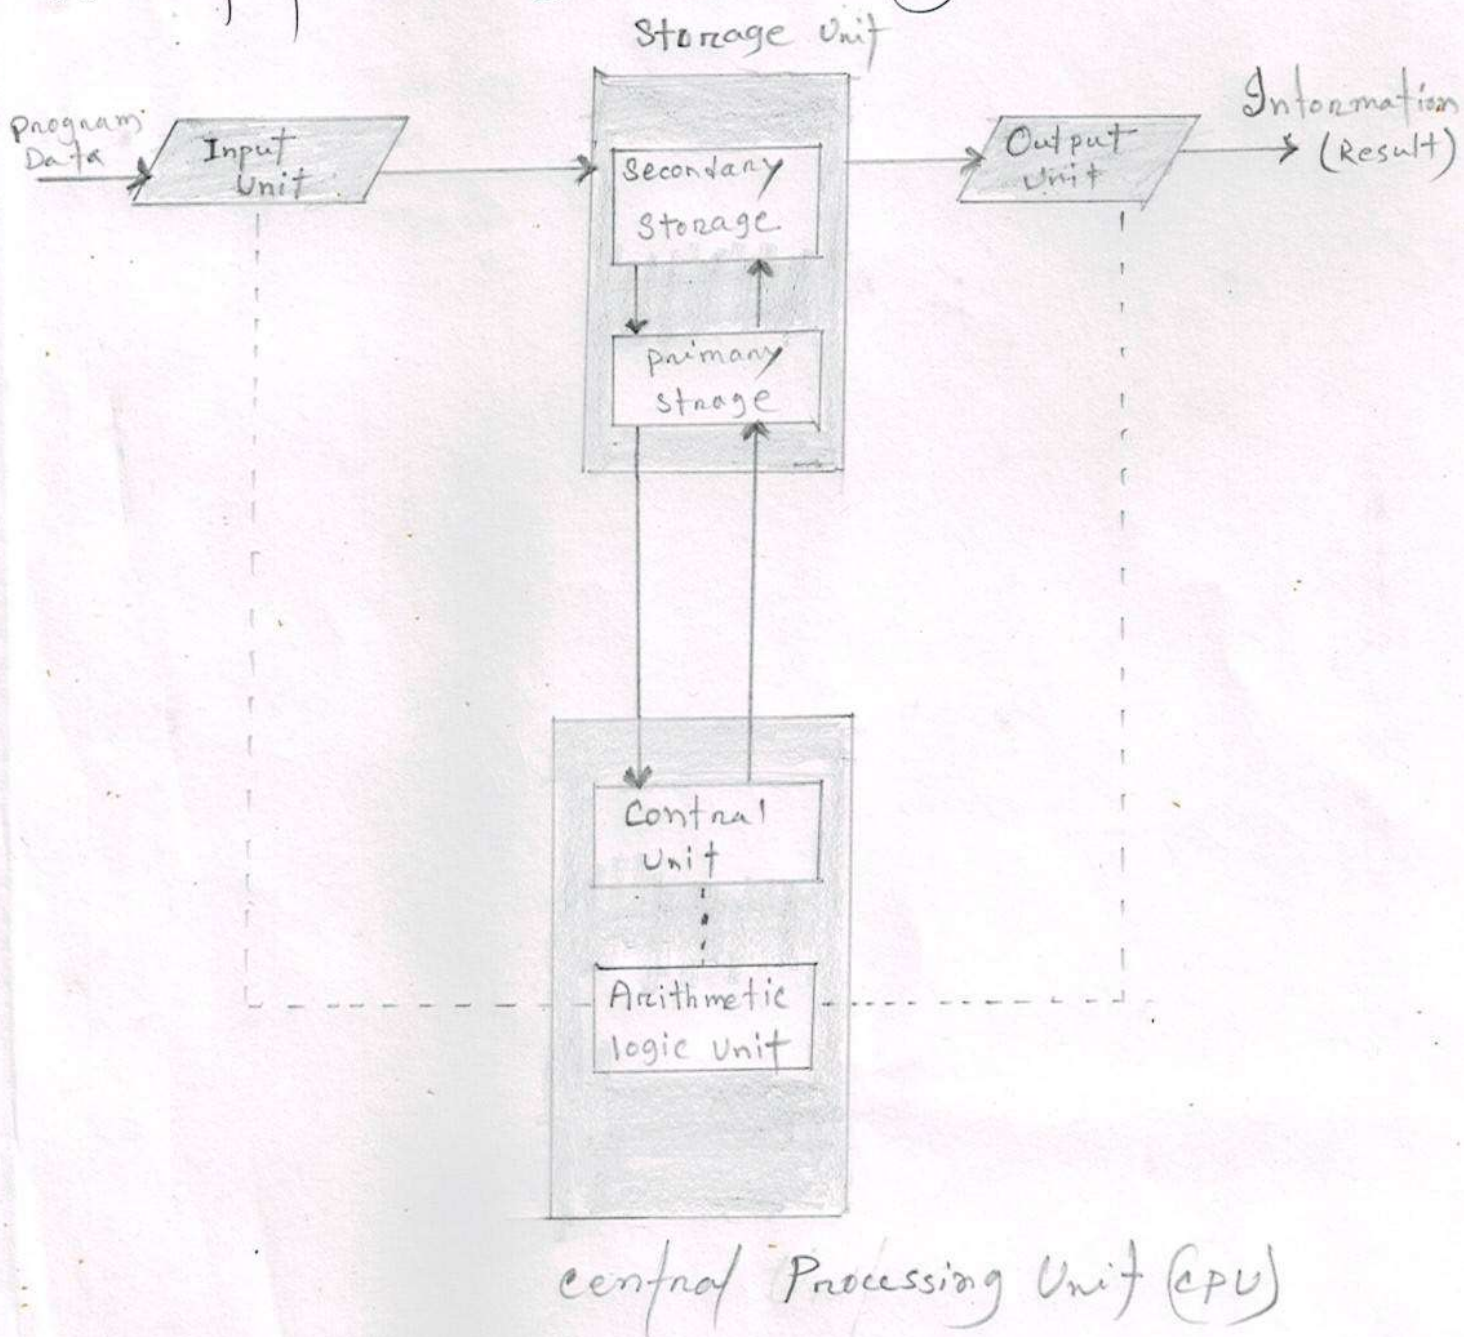 Storage Unit
Program
Data
Input
Unit
Secondary
Storage
Output
Unit
Information
(Result)
primary
strage
Contral
Unit
Arithmetic
logic unit
central Processing Unit (CPU)